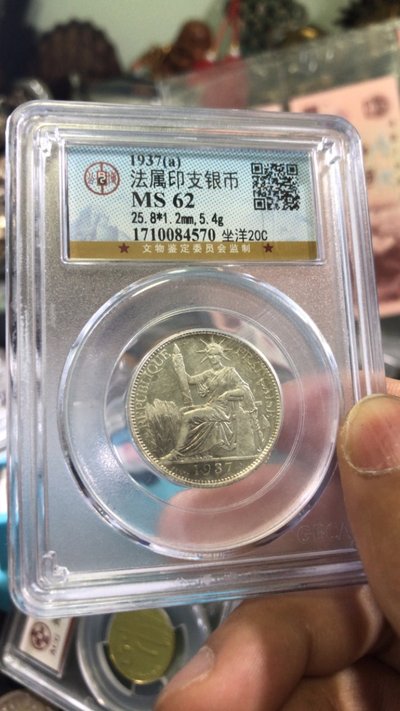 1937(a)
法属印支银币
MS 62
25.8*1.2mm,5.4g
1710084570 坐洋20C
★ 文物鉴定委员会监制 ★
REPUBLIQUE FRANÇAISE
1937